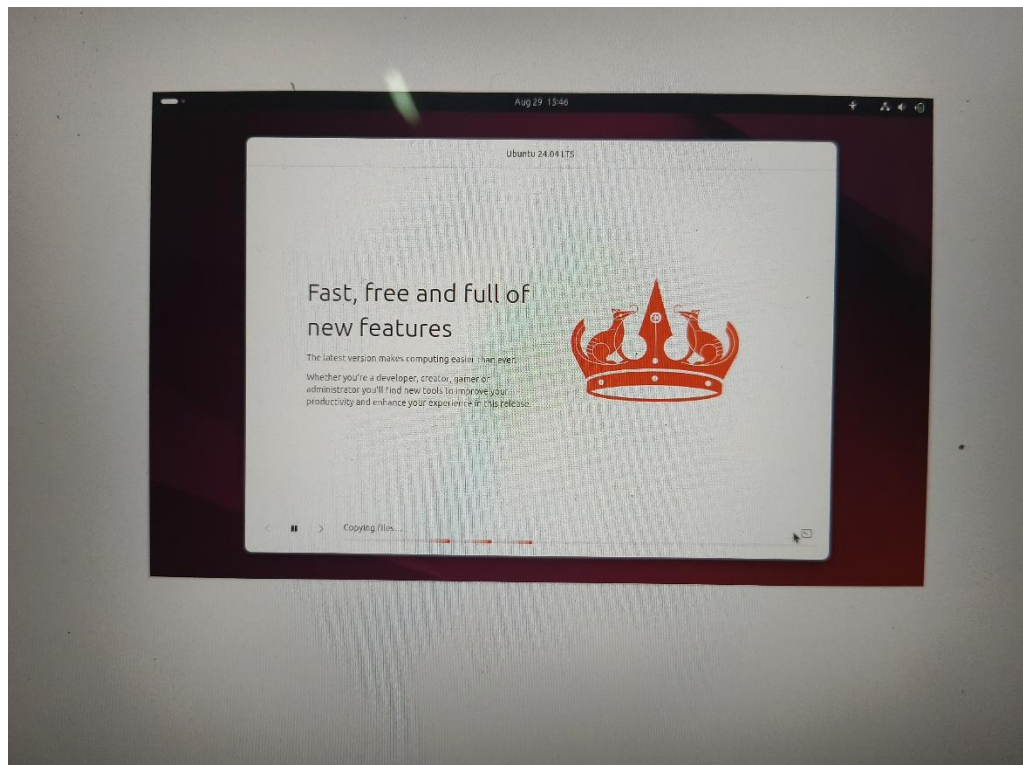 Aug 29 15:46
Ubuntu 24.04 LTS
Fast, free and full of
new features
The latest version makes computing easier than ever.
Whether you're a developer, creator, gamer or
administrator you'll find new tools to improve your
productivity and enhance your experience in this release.
Copying files...